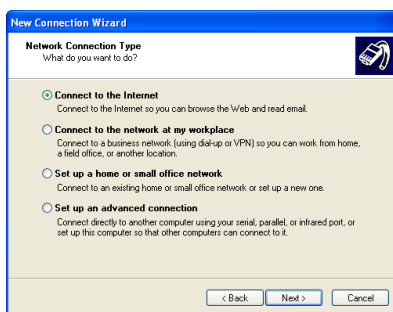 New Connection Wizard
Network Connection Type
What do you want to do?
Connect to the Internet
Connect to the Internet so you can browse the Web and read email.
Connect to the network at my workplace
Connect to a business network (using dial-up or VPN) so you can work from home,
a field office, or another location.
Set up a home or small office network
Connect to an existing home or small office network or set up a new one.
Set up an advanced connection
Connect directly to another computer using your serial, parallel, or infrared port, or
set up this computer so that other computers can connect to it.
< Back Next > Cancel